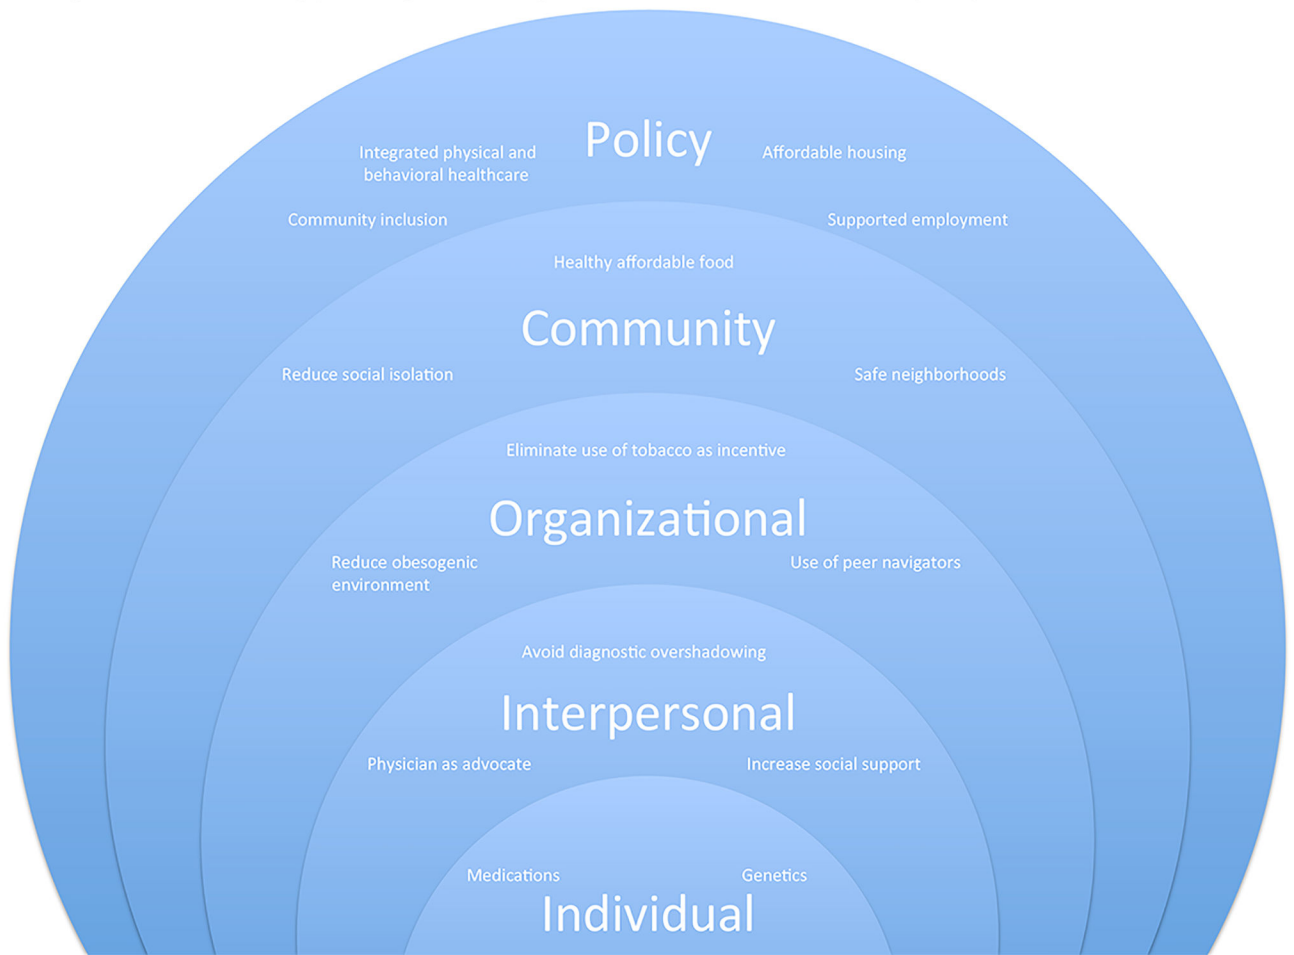 Policy
Integrated physical and
behavioral healthcare
Affordable housing
Community inclusion
Supported employment
Healthy affordable food
Community
Reduce social isolation
Safe neighborhoods
Eliminate use of tobacco as incentive
Organizational
Reduce obesogenic
environment
Use of peer navigators
Avoid diagnostic overshadowing
Interpersonal
Physician as advocate
Increase social support
Medications
Genetics
Individual